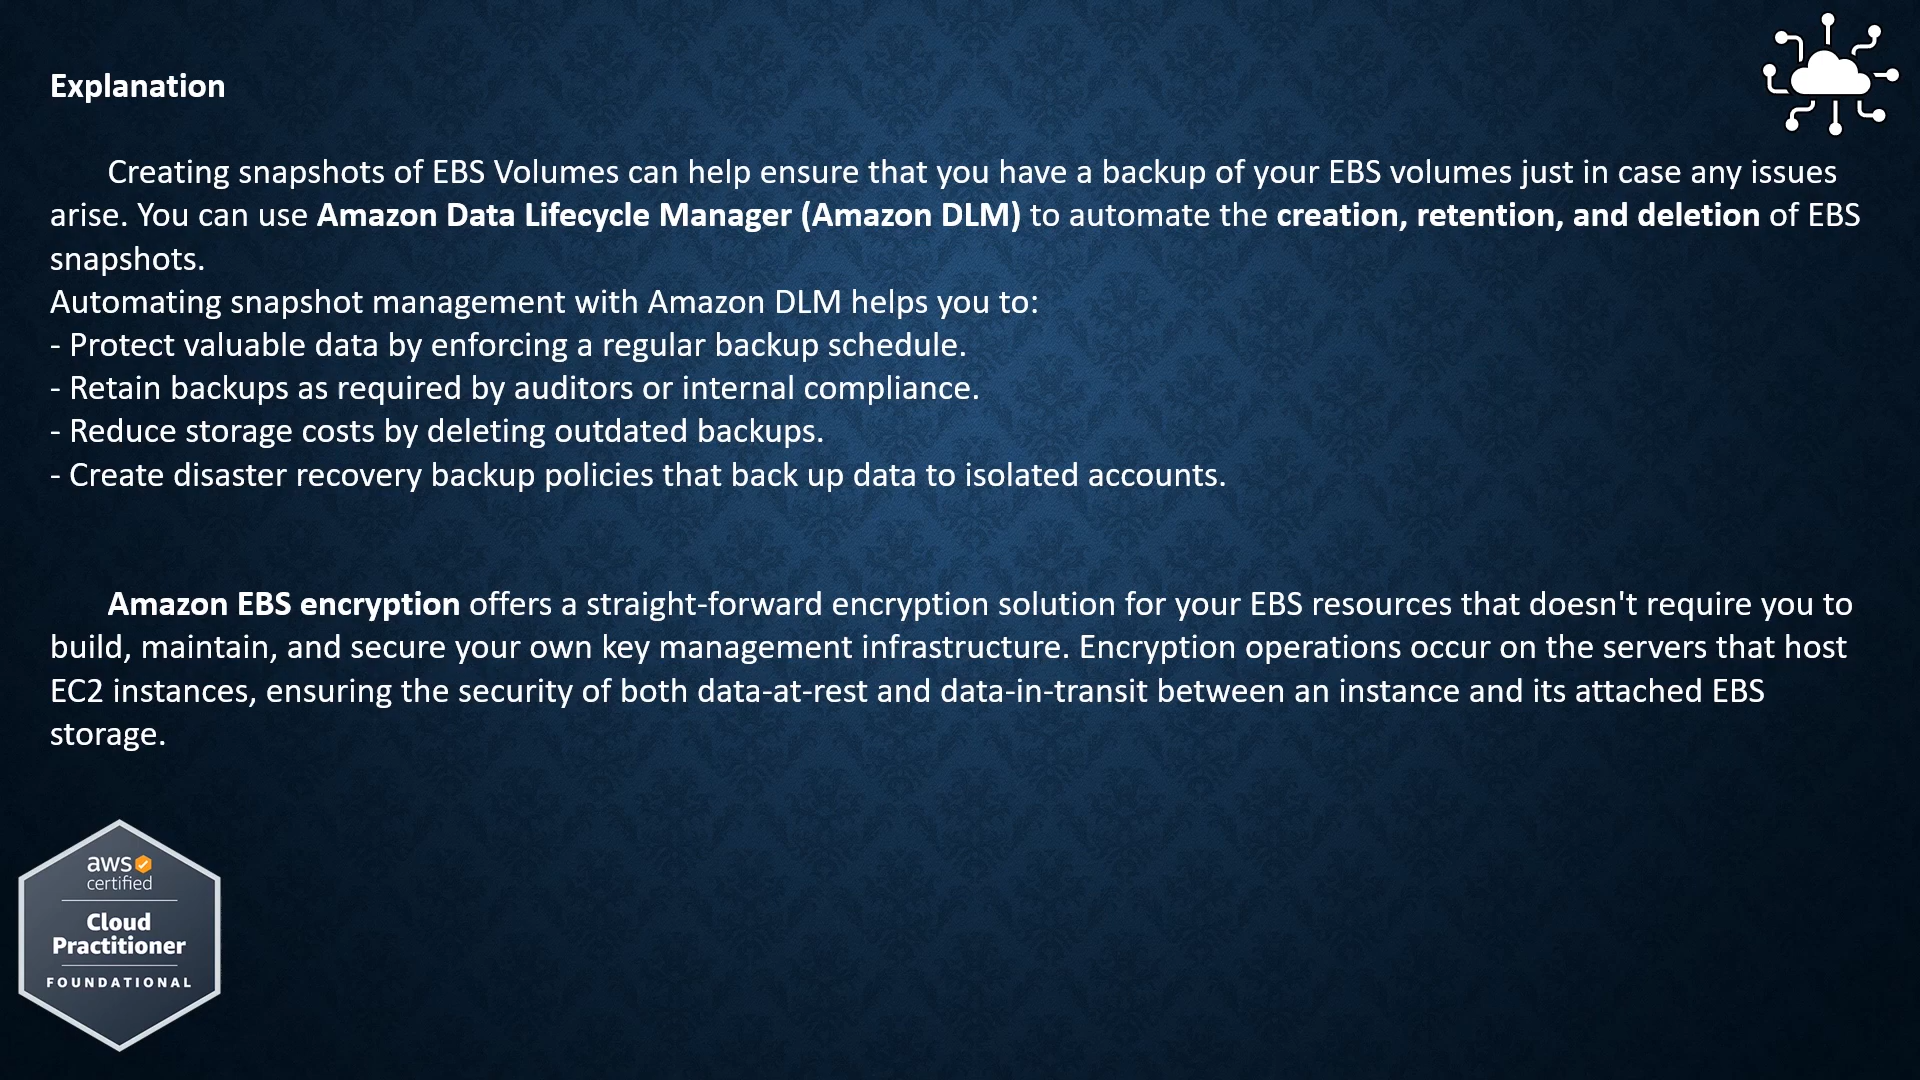 Explanation
Creating snapshots of EBS Volumes can help ensure that you have a backup of your EBS volumes just in case any issues
arise. You can use Amazon Data Lifecycle Manager (Amazon DLM) to automate the creation, retention, and deletion of EBS
snapshots.
Automating snapshot management with Amazon DLM helps you to:
- Protect valuable data by enforcing a regular backup schedule.
- Retain backups as required by auditors or internal compliance.
- Reduce storage costs by deleting outdated backups.
- Create disaster recovery backup policies that back up data to isolated accounts.
Amazon EBS encryption offers a straight-forward encryption solution for your EBS resources that doesn't require you to
build, maintain, and secure your own key management infrastructure. Encryption operations occur on the servers that host
EC2 instances, ensuring the security of both data-at-rest and data-in-transit between an instance and its attached EBS
storage.
aws
certified
Cloud
Practitioner
FOUNDATIONAL